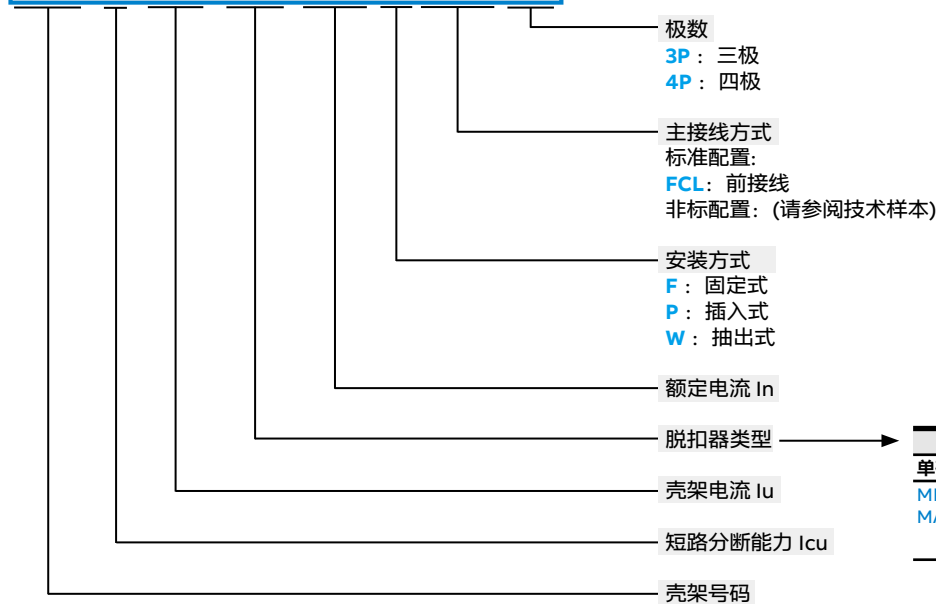 极数
3P： 三极
4P： 四极
主接线方式
标准配置:
FCL：前接线
非标配置：(请参阅技术样本)
安装方式
F： 固定式
P： 插入式
W： 抽出式
额定电流 In
脱扣器类型
壳架电流 Iu
短路分断能力 Icu
壳架号码
单
MA